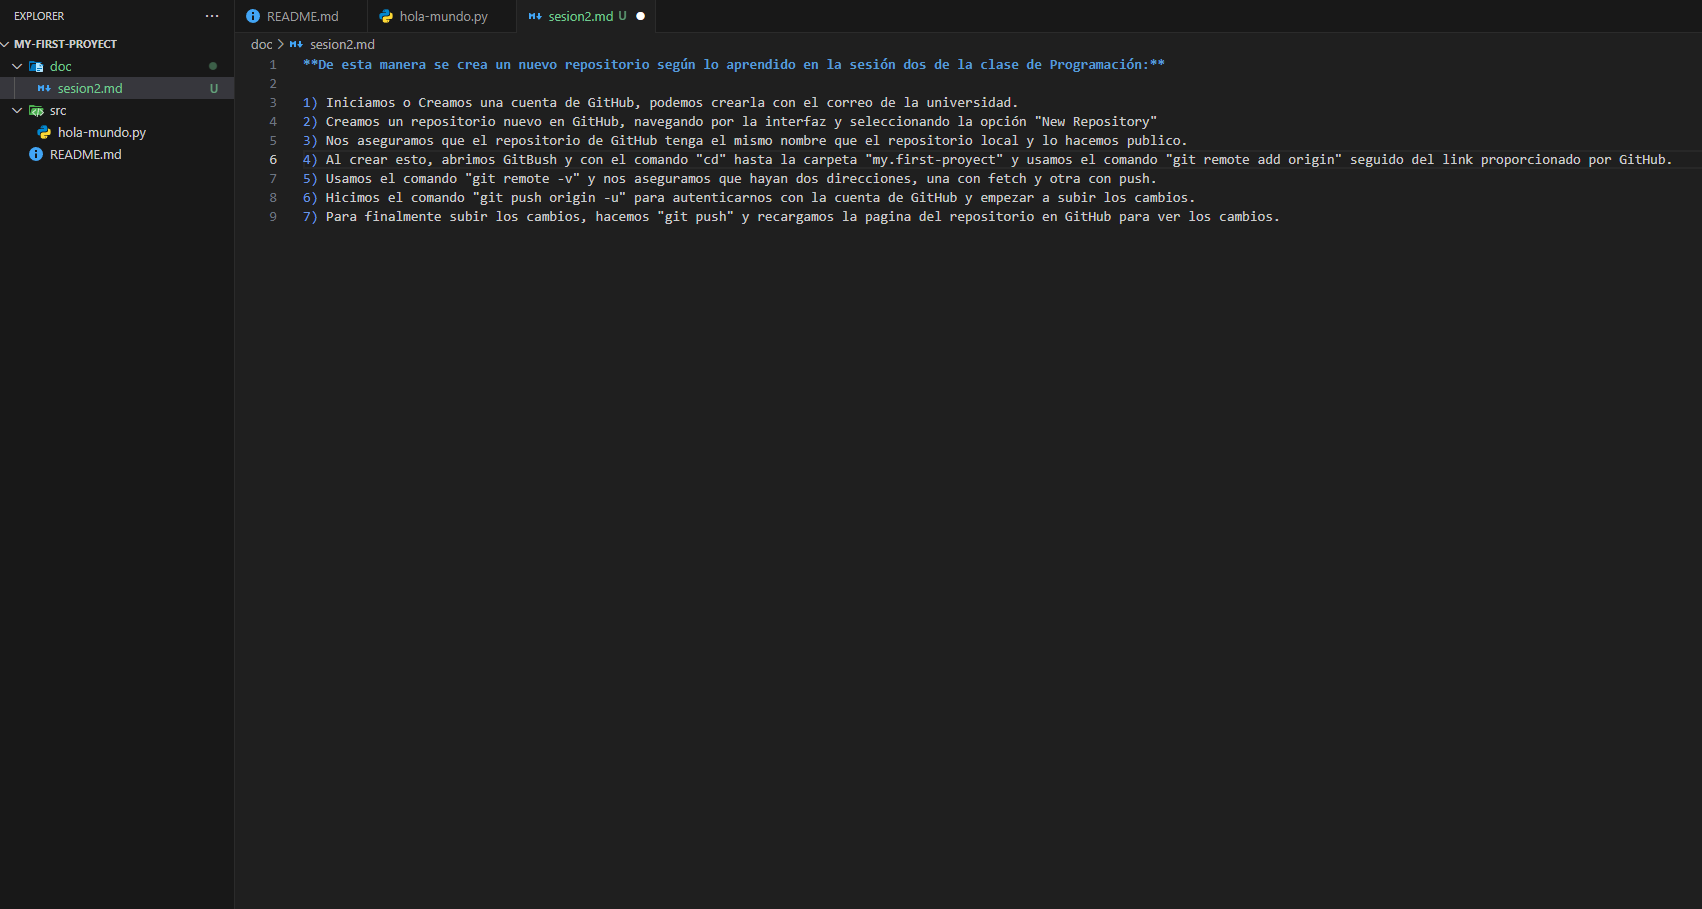 EXPLORER
MY-FIRST-PROYECT
doc
sesion2.md U
src
hola-mundo.py
README.md
README.md hola-mundo.py sesion2.md U
doc > sesion2.md
1 **De esta manera se crea un nuevo repositorio según lo aprendido en la sesión dos de la clase de Programación:**
2
3 1) Iniciamos o Creamos una cuenta de GitHub, podemos crearla con el correo de la universidad.
4 2) Creamos un repositorio nuevo en GitHub, navegando por la interfaz y seleccionando la opción "New Repository"
5 3) Nos aseguramos que el repositorio de GitHub tenga el mismo nombre que el repositorio local y lo hacemos publico.
6 4) Al crear esto, abrimos GitBush y con el comando "cd" hasta la carpeta "my.first-proyect" y usamos el comando "git remote add origin" seguido del link proporcionado por GitHub.
7 5) Usamos el comando "git remote -v" y nos aseguramos que hayan dos direcciones, una con fetch y otra con push.
8 6) Hicimos el comando "git push origin -u" para autenticarnos con la cuenta de GitHub y empezar a subir los cambios.
9 7) Para finalmente subir los cambios, hacemos "git push" y recargamos la pagina del repositorio en GitHub para ver los cambios.